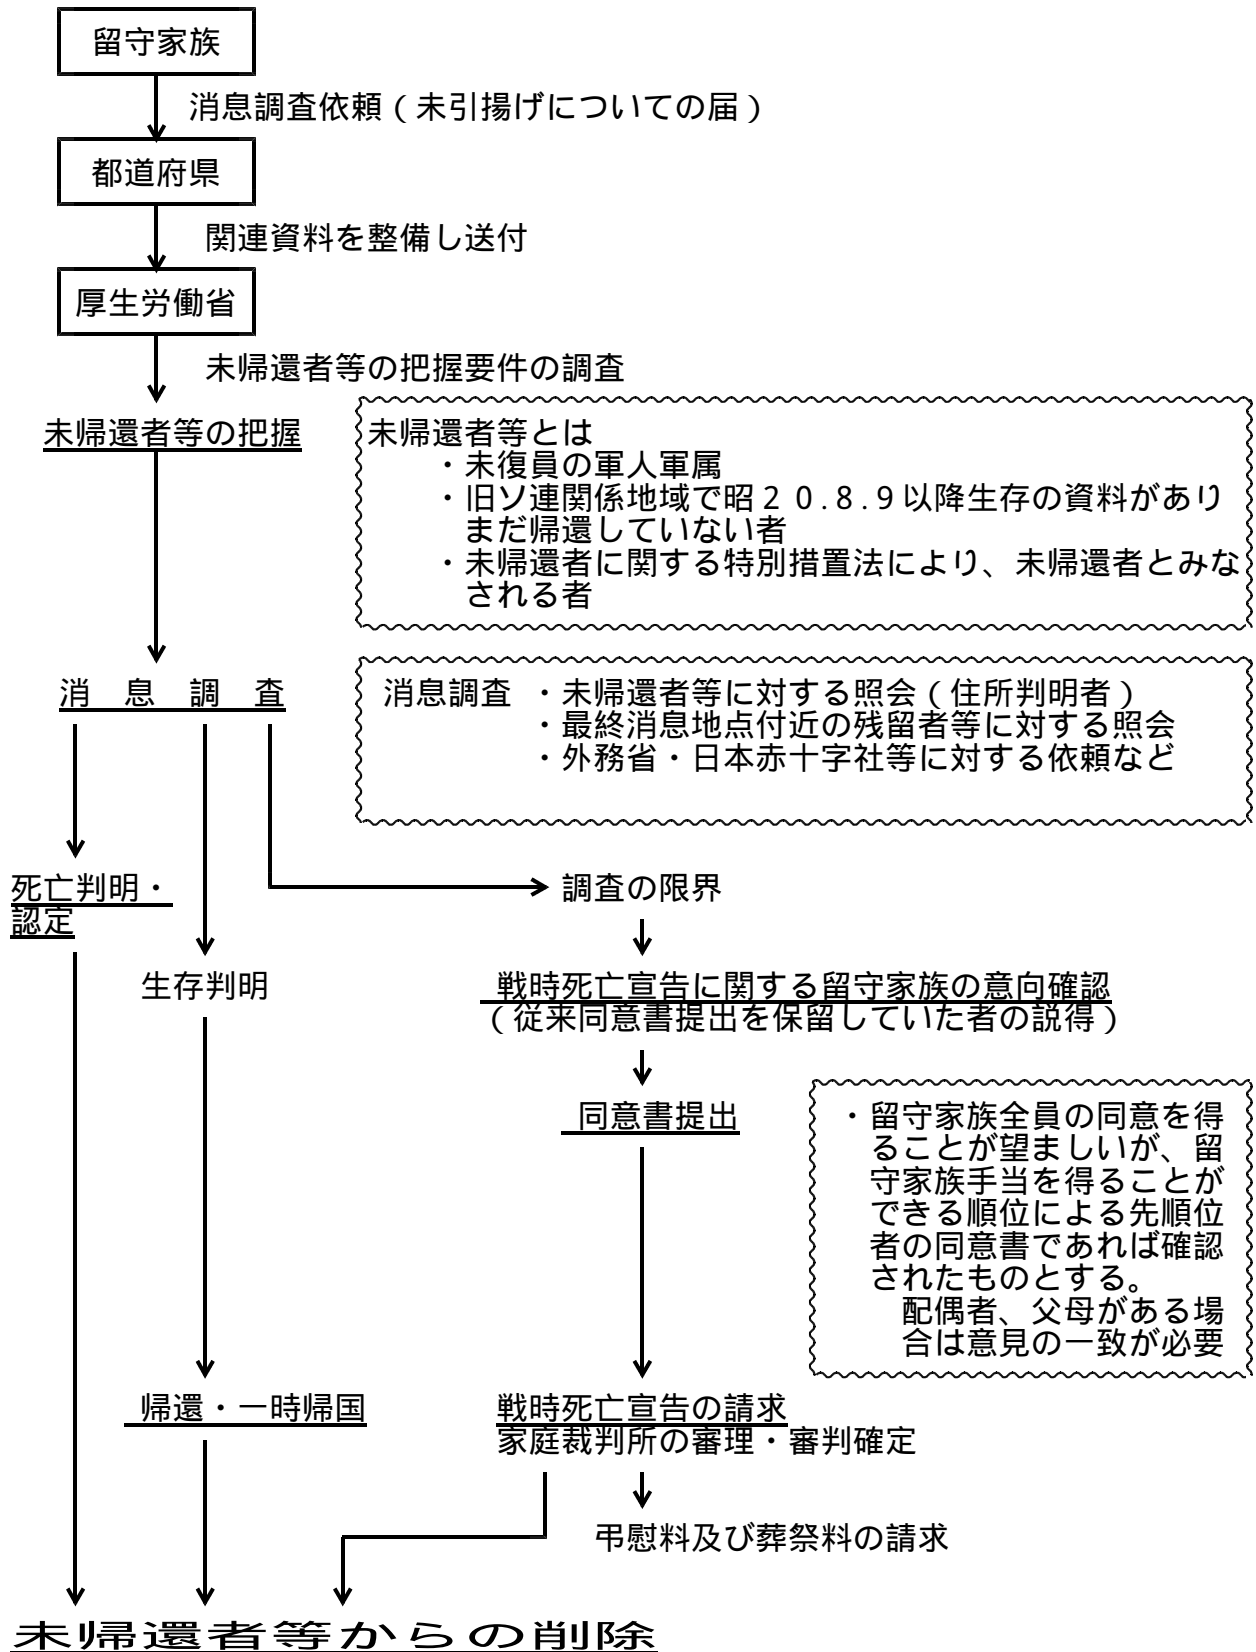 留守家族
消息調査依頼（未引揚げについての届）
都道府県
関連資料を整備し送付
厚生労働省
未帰還者等の把握要件の調査
未帰還者等の把握
未帰還者等とは
・未復員の軍人軍属
・旧ソ連関係地域で昭２０.８.９以降生存の資料があり
まだ帰還していない者
・未帰還者に関する特別措置法により、未帰還者とみな
される者
消　息　調　査
消息調査 ・未帰還者等に対する照会（住所判明者）
・最終消息地点付近の残留者等に対する照会
・外務省・日本赤十字社等に対する依頼など
死亡判明・
認定
調査の限界
生存判明
戦時死亡宣告に関する留守家族の意向確認
（従来同意書提出を保留していた者の説得）
同意書提出
・留守家族全員の同意を得
ることが望ましいが、留
守家族手当を得ることが
できる順位による先順位
者の同意書であれば確認
されたものとする。
配偶者、父母がある場
合は意見の一致が必要
帰還・一時帰国
戦時死亡宣告の請求
家庭裁判所の審理・審判確定
弔慰料及び葬祭料の請求
未帰還者等からの削除